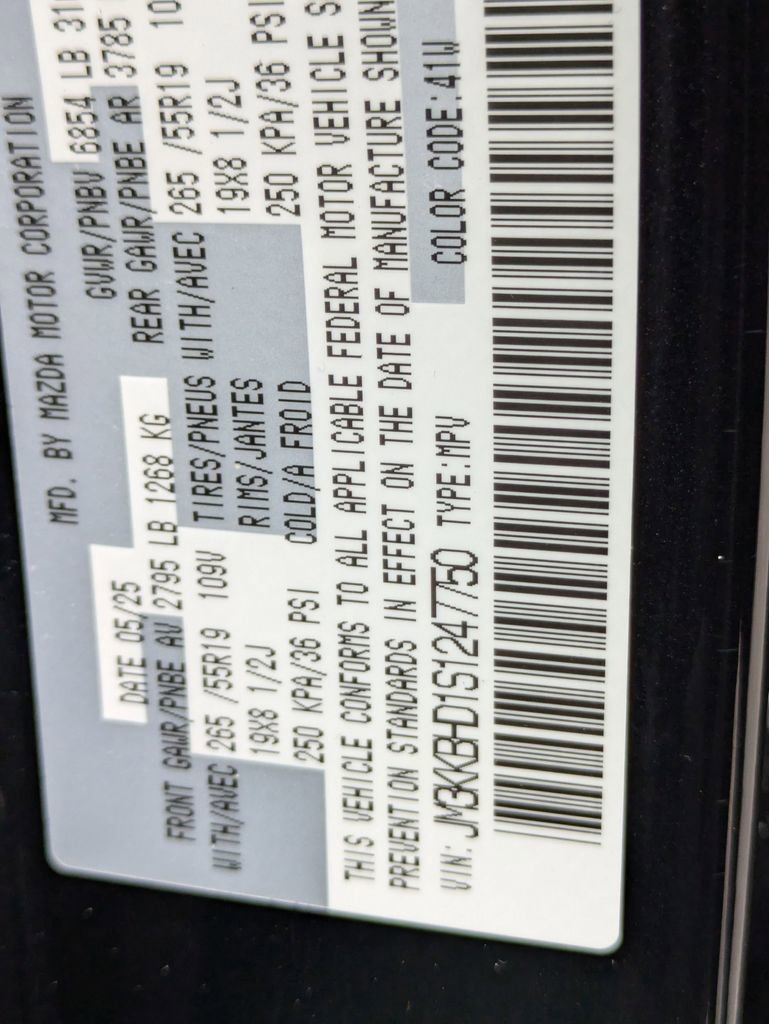 MFD. BY MAZDA MOTOR CORPORATION
DATE 05/25 GVWR/PNBV 6854 LB
FRONT GAWR/PNBE AV 2795 LB 1268 KG REAR GAWR/PNBE AR 3785
WITH/AVEC 265 /55R19 109V TIRES/PNEUS WITH/AVEC 265 /55R19 10
19X8 1/2J RIMS/JANTES 19X8 1/2J
250 KPA/36 PSI COLD/A FROID 250 KPA/36 PSI
THIS VEHICLE CONFORMS TO ALL APPLICABLE FEDERAL MOTOR VEHICLE S
PREVENTION STANDARDS IN EFFECT ON THE DATE OF MANUFACTURE SHOWN
VIN: JM3KKBHD1S1247750 TYPE:MPV COLOR CODE:41W